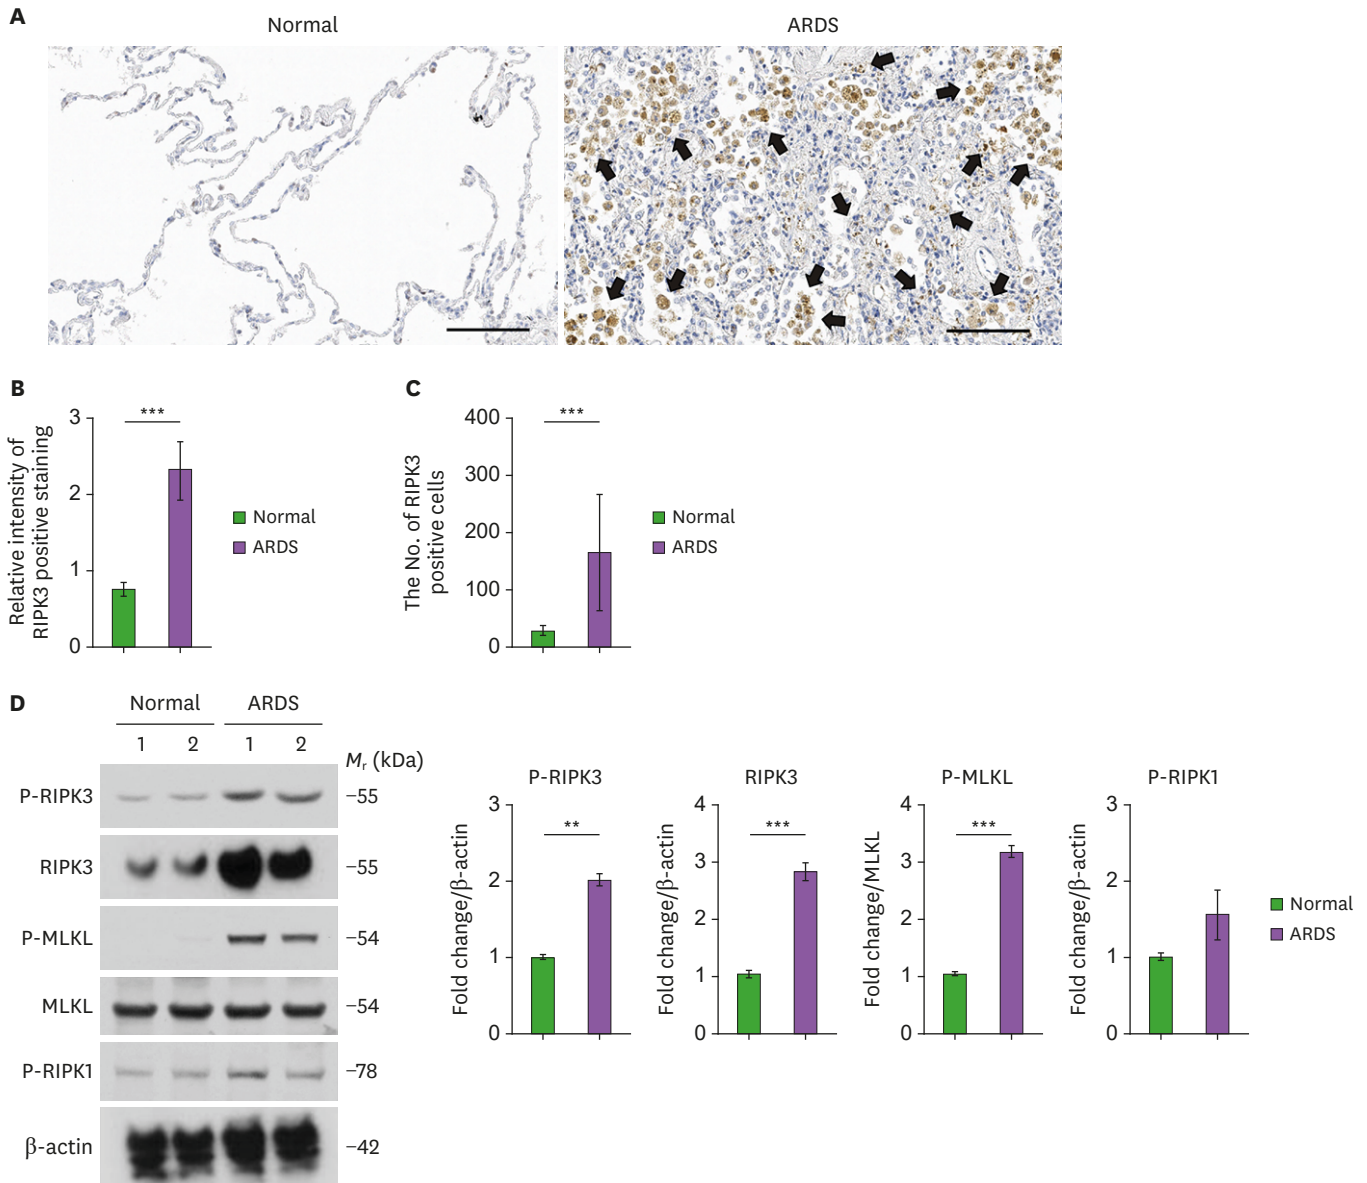 A
Normal
ARDS
B
Relative intensity of
RIPK3 positive staining
3
2
1
0
***
Normal
ARDS
C
The No. of RIPK3
positive cells
400
300
200
100
0
***
Normal
ARDS
D
Normal
ARDS
1
2
1
2
Mr (kDa)
P-RIPK3
–55
RIPK3
–55
P-MLKL
–54
MLKL
–54
P-RIPK1
–78
β-actin
–42
P-RIPK3
Fold change/β-actin
3
2
1
0
**
RIPK3
Fold change/β-actin
4
3
2
1
0
***
P-MLKL
Fold change/MLKL
4
3
2
1
0
***
P-RIPK1
Fold change/β-actin
3
2
1
0
Normal
ARDS